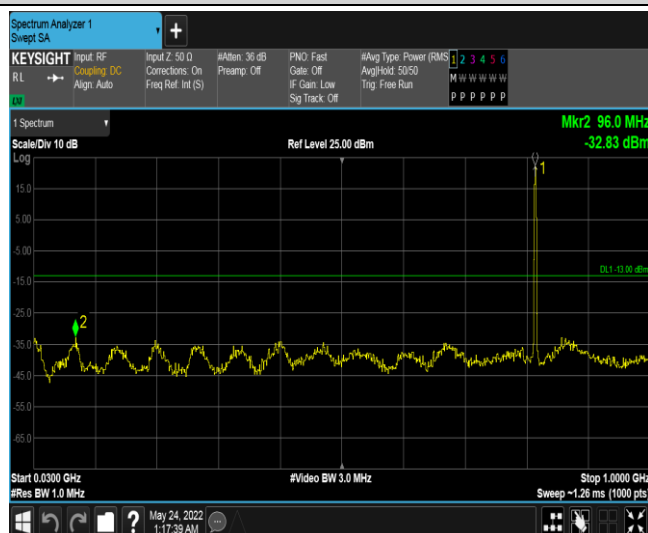 Spectrum Analyzer 1
Swept SA
+
KEYSIGHT Input: RF Input Z: 50 Ω #Atten: 36 dB PNO: Fast #Avg Type: Power (RMS 1 2 3 4 5 6
RL Coupling: DC Corrections: On Preamp: Off Gate: Off Avg|Hold: 50/50 M W W W W W
Align: Auto Freq Ref: Int (S) IF Gain: Low Trig: Free Run
Sig Track: Off P P P P P P
1 Spectrum
Mkr2 96.0 MHz
Scale/Div 10 dB Ref Level 25.00 dBm -32.83 dBm
Log
1
15.0
5.00
-5.00
DL1 -13.00 dBm
-15.0
-25.0
2
-35.0
-45.0
-55.0
-65.0
Start 0.0300 GHz #Video BW 3.0 MHz Stop 1.0000 GHz
#Res BW 1.0 MHz Sweep ~1.26 ms (1000 pts)
? May 24, 2022
1:17:39 AM